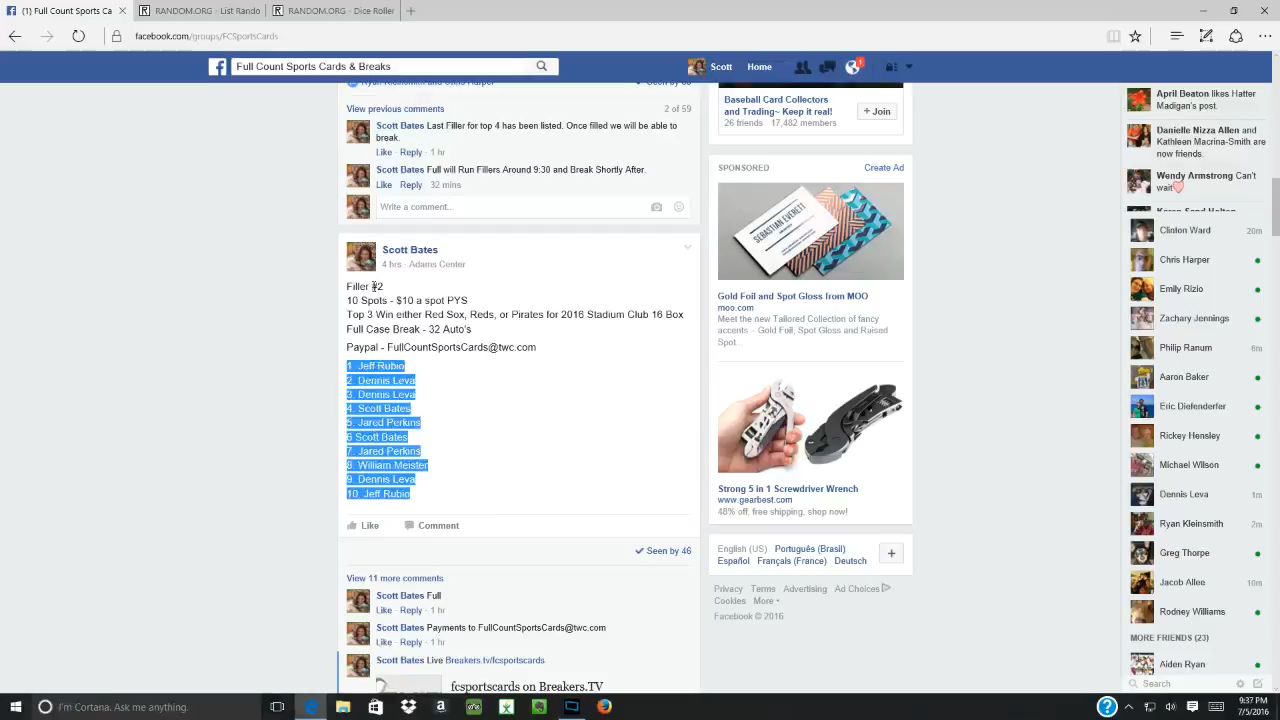 (1) Full Count Sports Ca
RANDOM.ORG - List Rando
RANDOM.ORG - Dice Roller
facebook.com/groups/FCSportsCards
Full Count Sports Cards & Breaks
Scott
Home
1
View previous comments
2 of 59
Scott Bates Last Filler for top 4 has been listed. Once filled we will be able to
break.
Like · Reply · 1 hr
Scott Bates Full will Run Fillers Around 9:30 and Break Shortly After.
Like · Reply · 32 mins
Write a comment...
Scott Bates
4 hrs · Adams Center
Filler #2
10 Spots - $10 a spot PYS
Top 3 Win either Red Sox, Reds, or Pirates for 2016 Stadium Club 16 Box
Full Case Break - 32 Auto's
Paypal - FullCountSportsCards@twc.com
1. Jeff Rubio
2. Dennis Leva
3. Dennis Leva
4. Scott Bates
5. Jared Perkins
6 Scott Bates
7. Jared Perkins
8. William Meister
9. Dennis Leva
10. Jeff Rubio
Like
Comment
Seen by 46
View 11 more comments
Scott Bates Full
Like · Reply · 1 hr
Scott Bates Payments to FullCountSportsCards@twc.com
Like · Reply · 1 hr
Scott Bates Live Breakers.tv/fcsportscards
fcsportscards on Breakers.TV
Baseball Card Collectors
and Trading~ Keep it real!
26 friends · 17,482 members
+ Join
SPONSORED
Create Ad
SEBASTIAN EVERETT
Gold Foil and Spot Gloss from MOO
moo.com
Meet the new Tailored Collection of fancy
accents – Gold Foil, Spot Gloss and Raised
Spot...
Strong 5 in 1 Screwdriver Wrench
www.gearbest.com
48% off, free shipping, shop now!
English (US) · Português (Brasil)
Español · Français (France) · Deutsch
Privacy · Terms · Advertising · Ad Choices
Cookies · More
Facebook © 2016
April Beaton likes Hatter
Madigan's post.
Danielle Nizza Allen and
Kathleen Macrina-Smith are
now friends.
Wendy Armstrong Can't
wait
Clinton Ward 20m
Chris Harper
Emily Rizio
Zachary Jennings
Philip Ranum 6m
Aaron Baker
Eric Diefenderfer
Rickey Hensley
Michael Wilson
Dennis Leva 1m
Ryan Kleinsmith 2m
Greg Thorpe
Jacob Allee 10m
Rodney Williams
MORE FRIENDS (23)
Aiden Ryan
Search
I'm Cortana. Ask me anything.
9:37 PM
7/5/2016